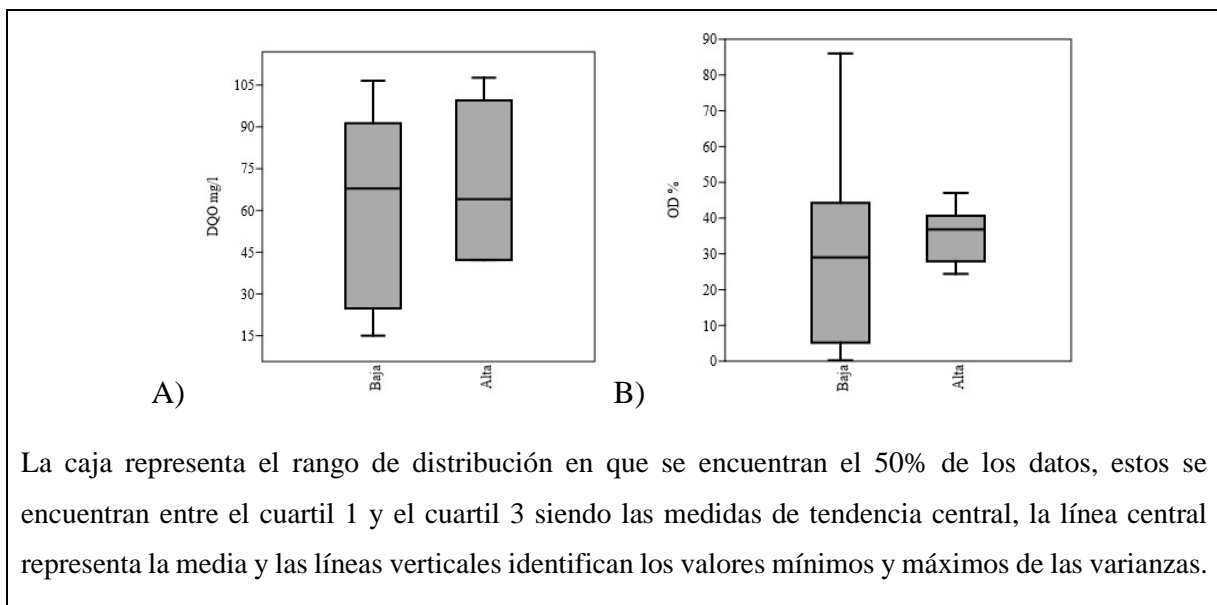 105
90
75
60
45
30
15
DQO mg/l
Baja
Alta
A)
90
80
70
60
50
40
30
20
10
0
OD %
Baja
Alta
B)
La caja representa el rango de distribución en que se encuentran el 50% de los datos, estos se
encuentran entre el cuartil 1 y el cuartil 3 siendo las medidas de tendencia central, la línea central
representa la media y las líneas verticales identifican los valores mínimos y máximos de las varianzas.